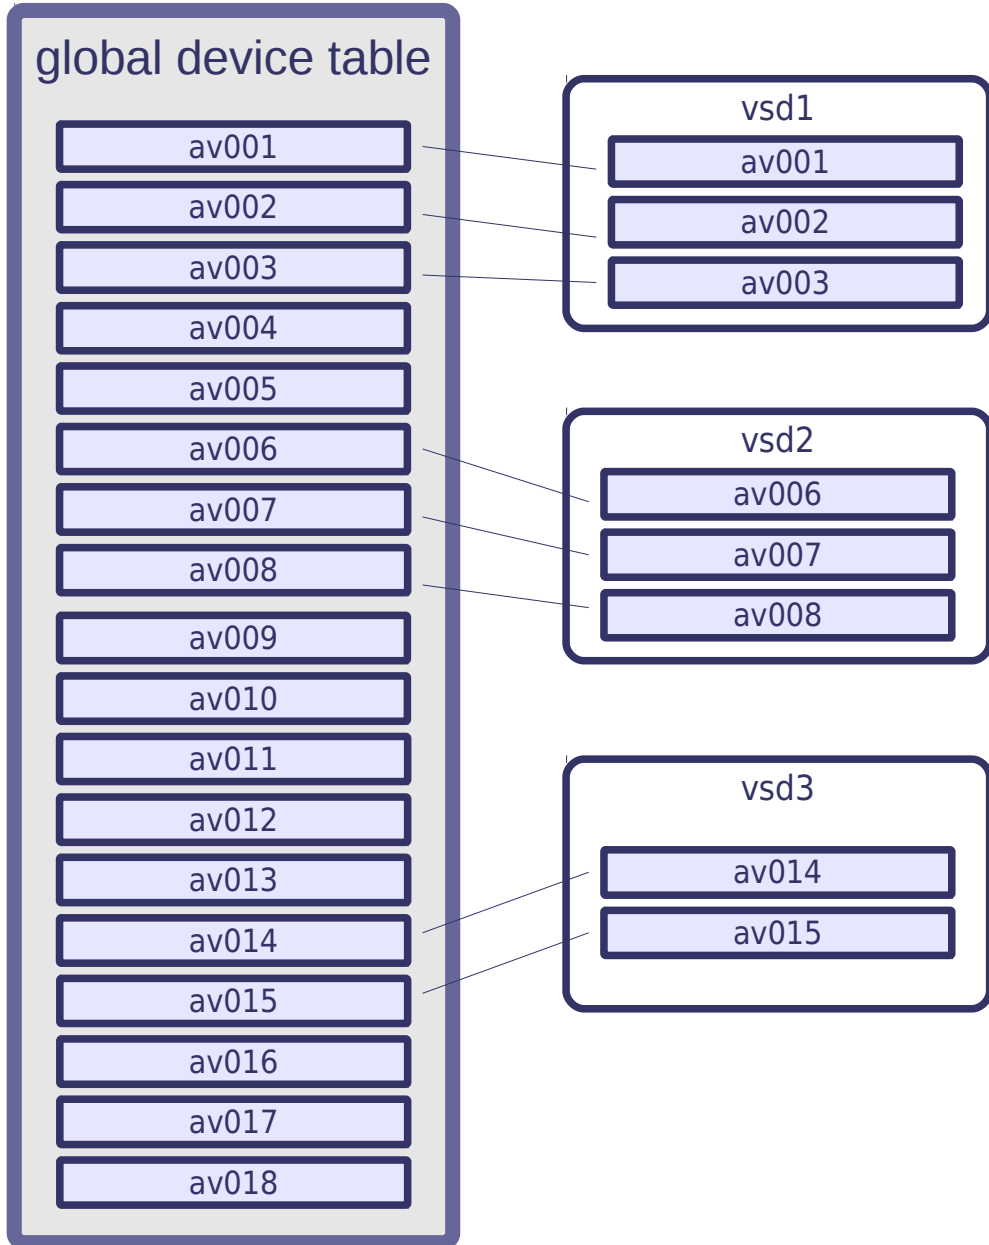 global device table
av001
av002
av003
av004
av005
av006
av007
av008
av009
av010
av011
av012
av013
av014
av015
av016
av017
av018
vsd1
av001
av002
av003
vsd2
av006
av007
av008
vsd3
av014
av015